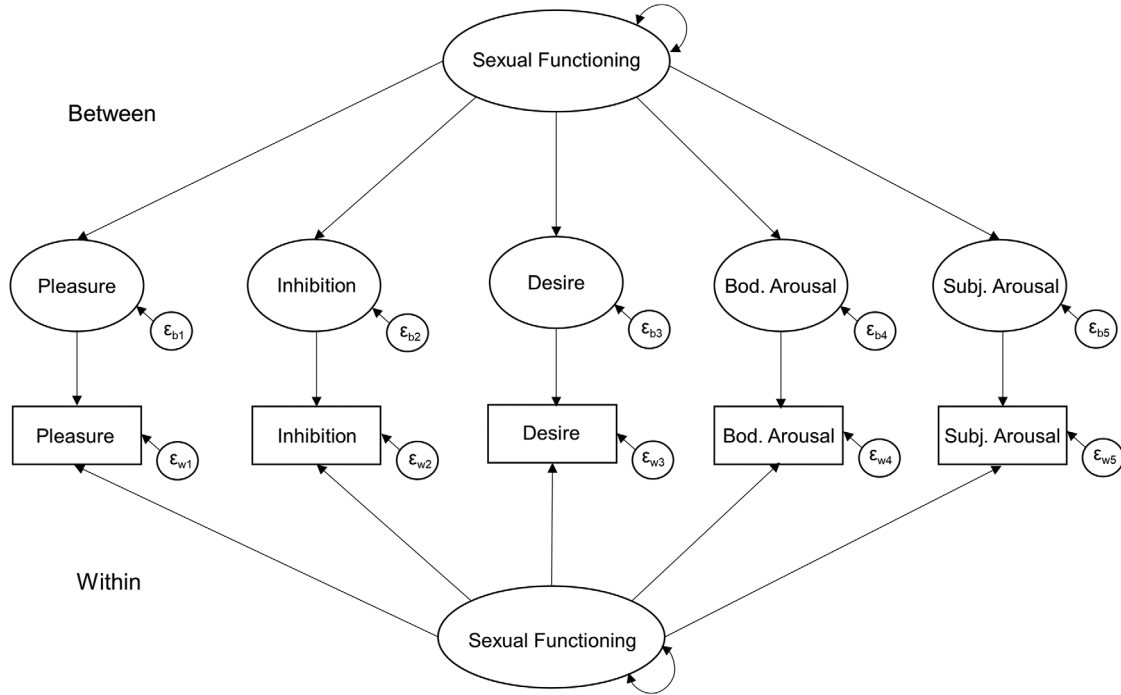 Sexual Functioning
Between
Pleasure
Inhibition
Desire
Bod. Arousal
Subj. Arousal
εb1
εb2
εb3
εb4
εb5
Pleasure
Inhibition
Desire
Bod. Arousal
Subj. Arousal
εw1
εw2
εw3
εw4
εw5
Within
Sexual Functioning